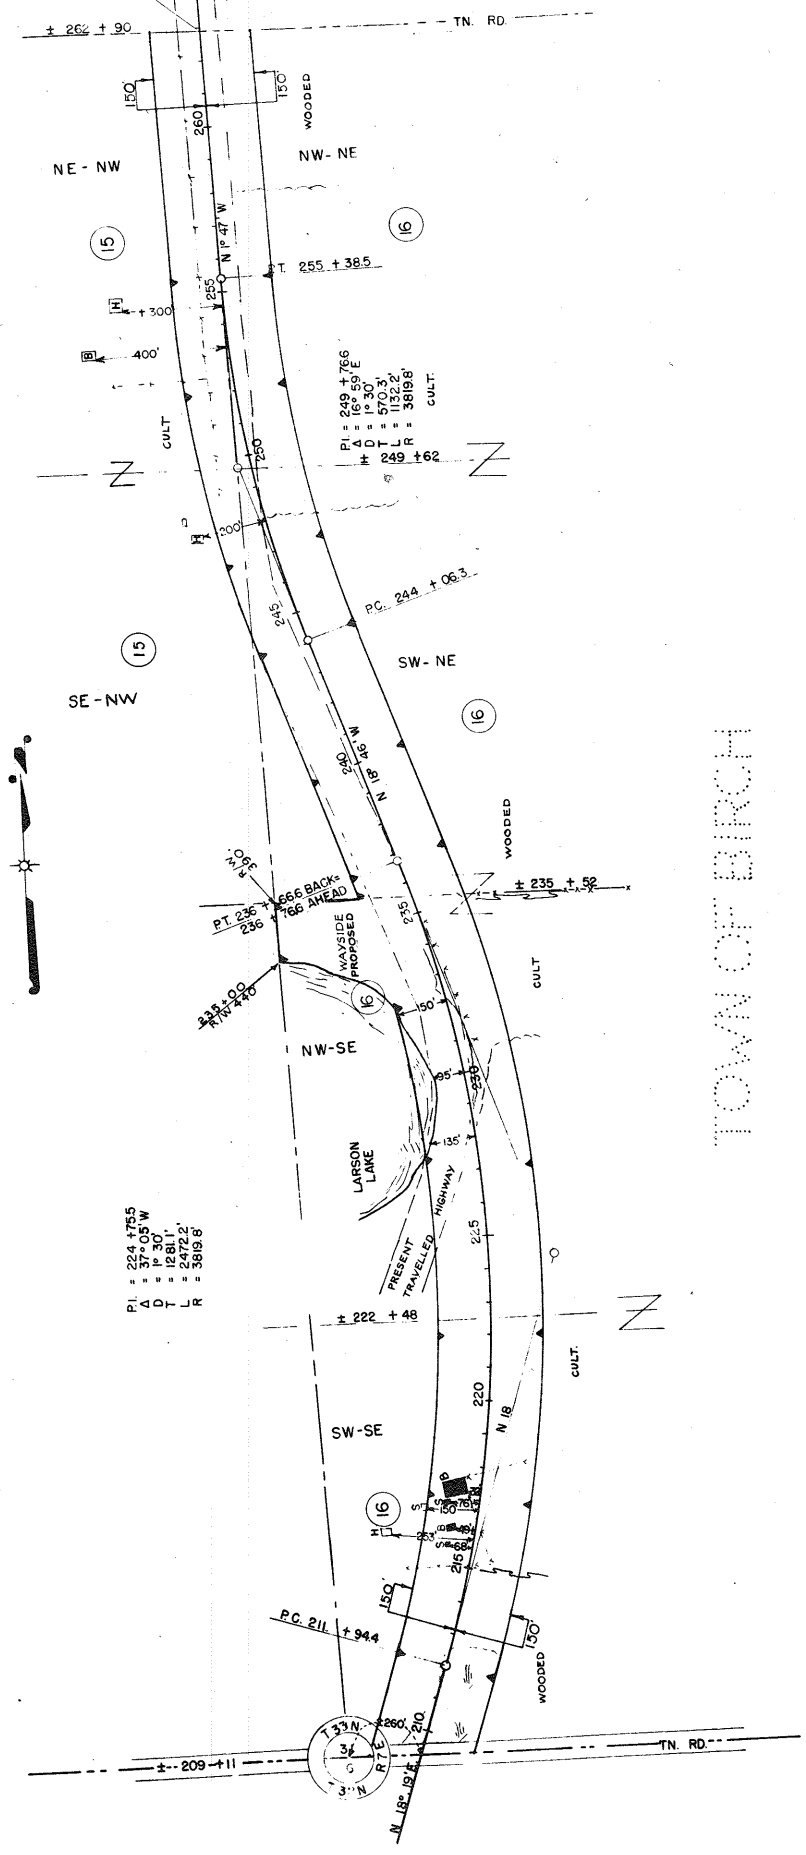 ± 262 + 90
TN. RD.
150'
150'
WOODED
260
NE - NW
NW - NE
N 1° 47' W
15
16
P.T. 255 + 38.5
255
H
+ 300'
B
400'
P.I. = 249 + 76.6
Δ = 16° 59' E
D = 1° 30'
T = 570.3'
L = 1132.2'
R = 3819.8'
CULT.
CULT
250
± 249 + 62
H
200'
P.C. 244 + 06.3
245
15
SW - NE
SE - NW
16
240
N 18° 46' W
WOODED
R/W. 390'
± 235 + 52
P.T. 236 + 66.6 BACK=
236 + 76.6 AHEAD
235
WAYSIDE
PROPOSED
TOWN OF BIRCH
235+00
R/W 440'
CULT
16
150'
NW-SE
95'
230
135'
LARSON
LAKE
PRESENT
TRAVELLED HIGHWAY
225
P.I. = 224 + 75.5
Δ = 37° 05' W
D = 1° 30'
T = 1281.1'
L = 2472.2'
R = 3819.8'
± 222 + 48
CULT.
220
N 18
SW-SE
B
S
S
76'
16
150'
H
B
49'
253'
S
68'
215
150'
P.C. 211 + 94.4
150'
WOODED
T 33 N.
±260'
210
R 7 E
TN. RD.
± 209 + 11
6
N 18° 19' E